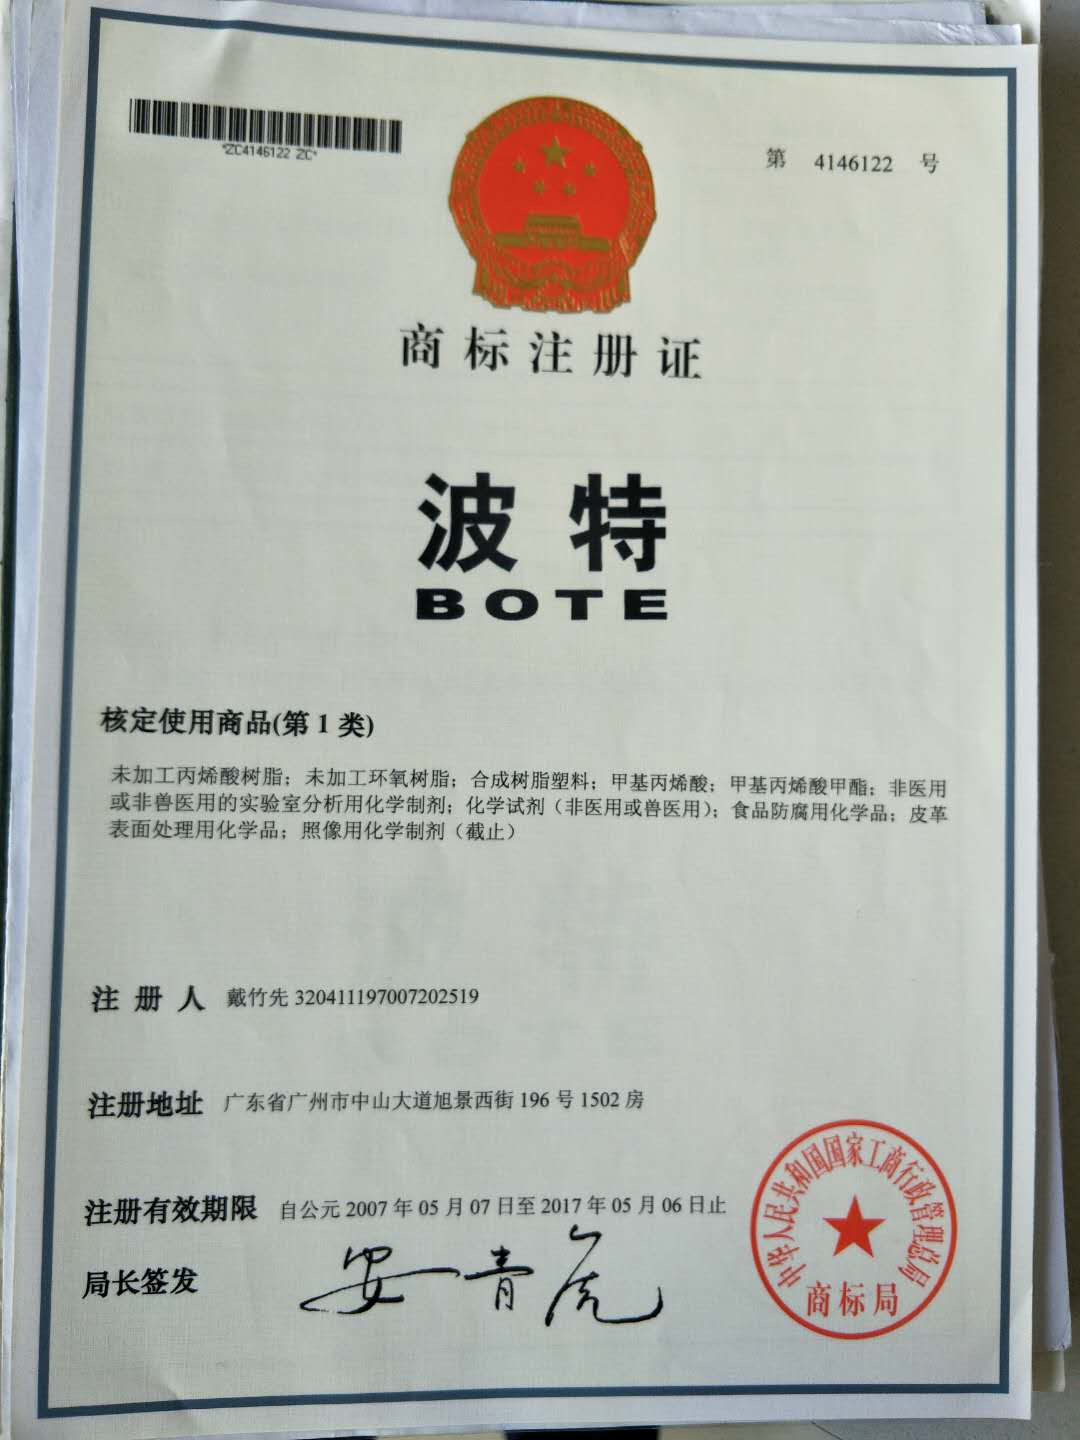 *ZC4146122 ZC*
第 4146122 号
商标注册证
波特
BOTE
核定使用商品(第 1 类)
未加工丙烯酸树脂；未加工环氧树脂；合成树脂塑料；甲基丙烯酸；甲基丙烯酸甲酯；非医用
或非兽医用的实验室分析用化学制剂；化学试剂（非医用或兽医用）；食品防腐用化学品；皮革
表面处理用化学品；照像用化学制剂（截止）
注册人 戴竹先 320411197007202519
注册地址 广东省广州市中山大道旭景西街 196 号 1502 房
注册有效期限 自公元 2007 年 05 月 07 日至 2017 年 05 月 06 日止
局长签发 安青虎
中华人民共和国国家工商行政管理总局
商标局